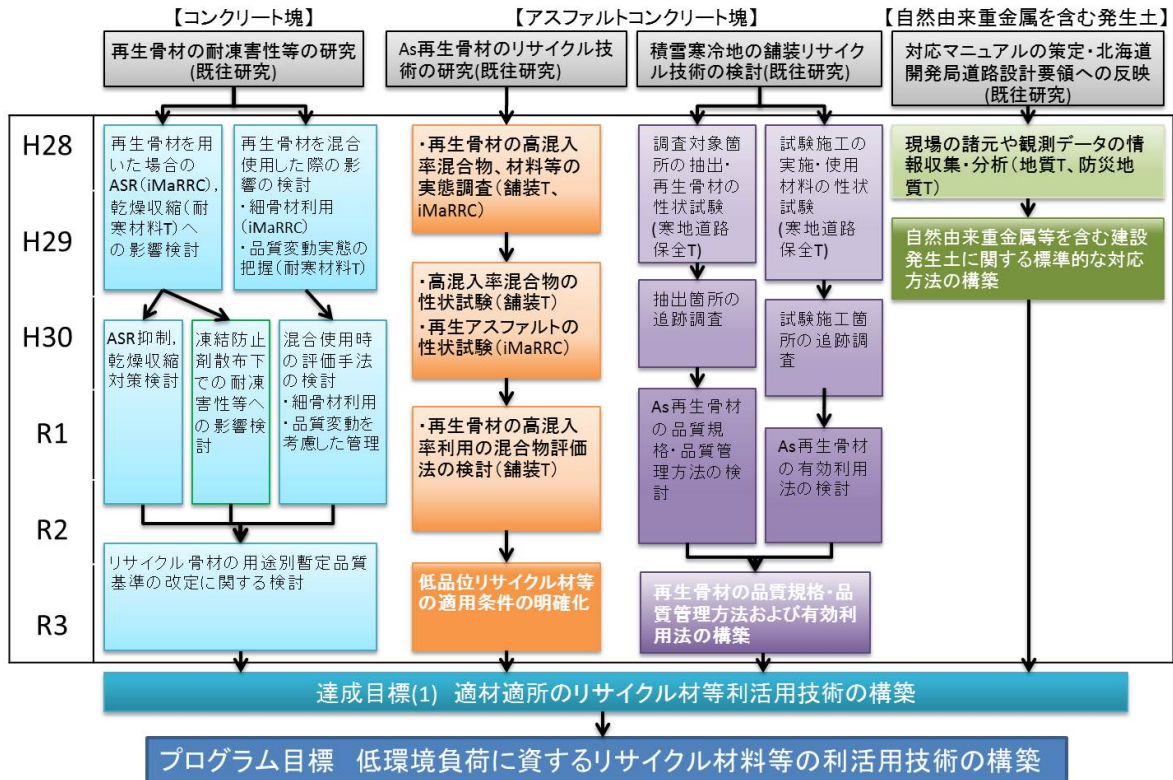 【コンクリート塊】
【アスファルトコンクリート塊】
【自然由来重金属を含む発生土】
再生骨材の耐凍害性等の研究
(既往研究)
As再生骨材のリサイクル技
術の研究(既往研究)
積雪寒冷地の舗装リサイク
ル技術の検討(既往研究)
対応マニュアルの策定・北海道
開発局道路設計要領への反映
(既往研究)
H28
H29
H30
R1
R2
R3
再生骨材を用
いた場合の
ASR(iMaRRC),
乾燥収縮(耐
寒材料T)へ
の影響検討
再生骨材を混合
使用した際の影
響の検討
・細骨材利用
(iMaRRC)
・品質変動実態の
把握(耐寒材料T)
ASR抑制,
乾燥収縮
対策検討
凍結防止
剤散布下
での耐凍
害性等へ
の影響検
討
混合使用時
の評価手法
の検討
・細骨材利用
・品質変動を
考慮した管理
リサイクル骨材の用途別暫定品質
基準の改定に関する検討
・再生骨材の高混入
率混合物、材料等の
実態調査(舗装T、
iMaRRC)
・高混入率混合物の
性状試験(舗装T)
・再生アスファルトの
性状試験(iMaRRC)
・再生骨材の高混入
率利用の混合物評価
法の検討(舗装T)
低品位リサイクル材等
の適用条件の明確化
調査対象箇
所の抽出・
再生骨材の
性状試験
(寒地道路
保全T)
試験施工の
実施・使用
材料の性状
試験
(寒地道路
保全T)
抽出箇所の
追跡調査
試験施工箇
所の追跡調
査
As再生骨材
の品質規
格・品質管
理方法の検
討
As再生骨材
の有効利用
法の検討
再生骨材の品質規格・品
質管理方法および有効利
用法の構築
現場の諸元や観測データの情
報収集・分析(地質T、防災地
質T)
自然由来重金属等を含む建設
発生土に関する標準的な対応
方法の構築
達成目標(1) 適材適所のリサイクル材等利活用技術の構築
プログラム目標 低環境負荷に資するリサイクル材料等の利活用技術の構築